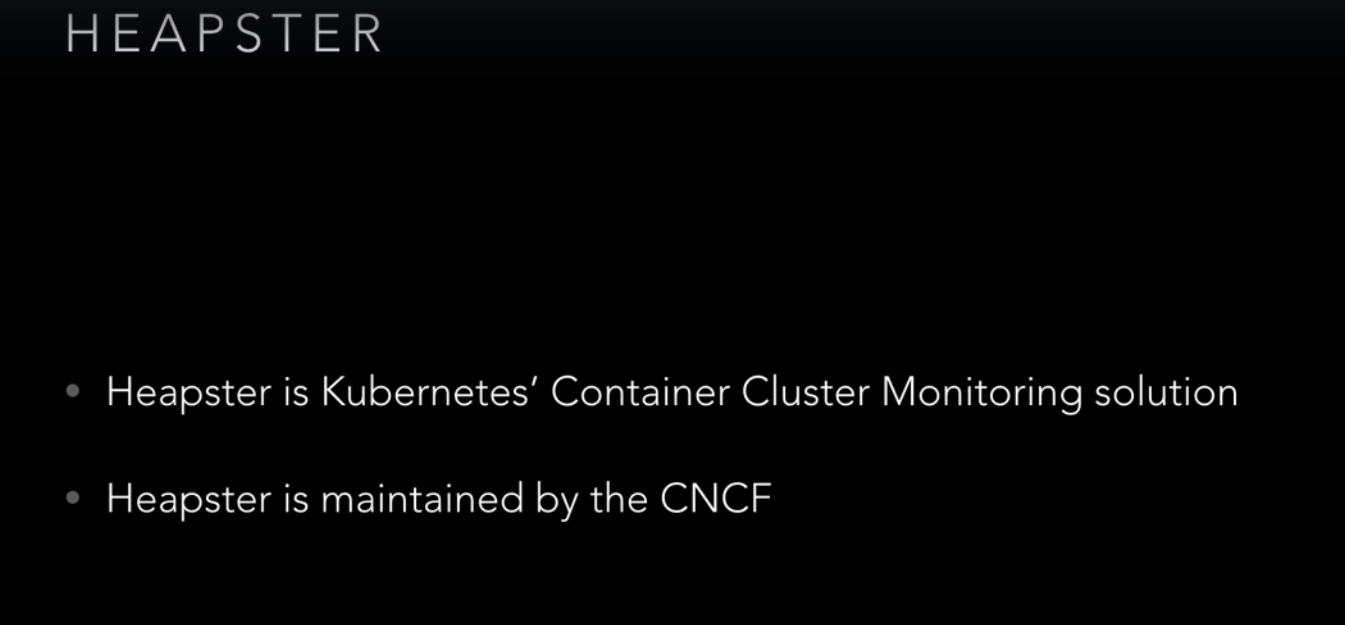 HEAPSTER
• Heapster is Kubernetes’ Container Cluster Monitoring solution
• Heapster is maintained by the CNCF